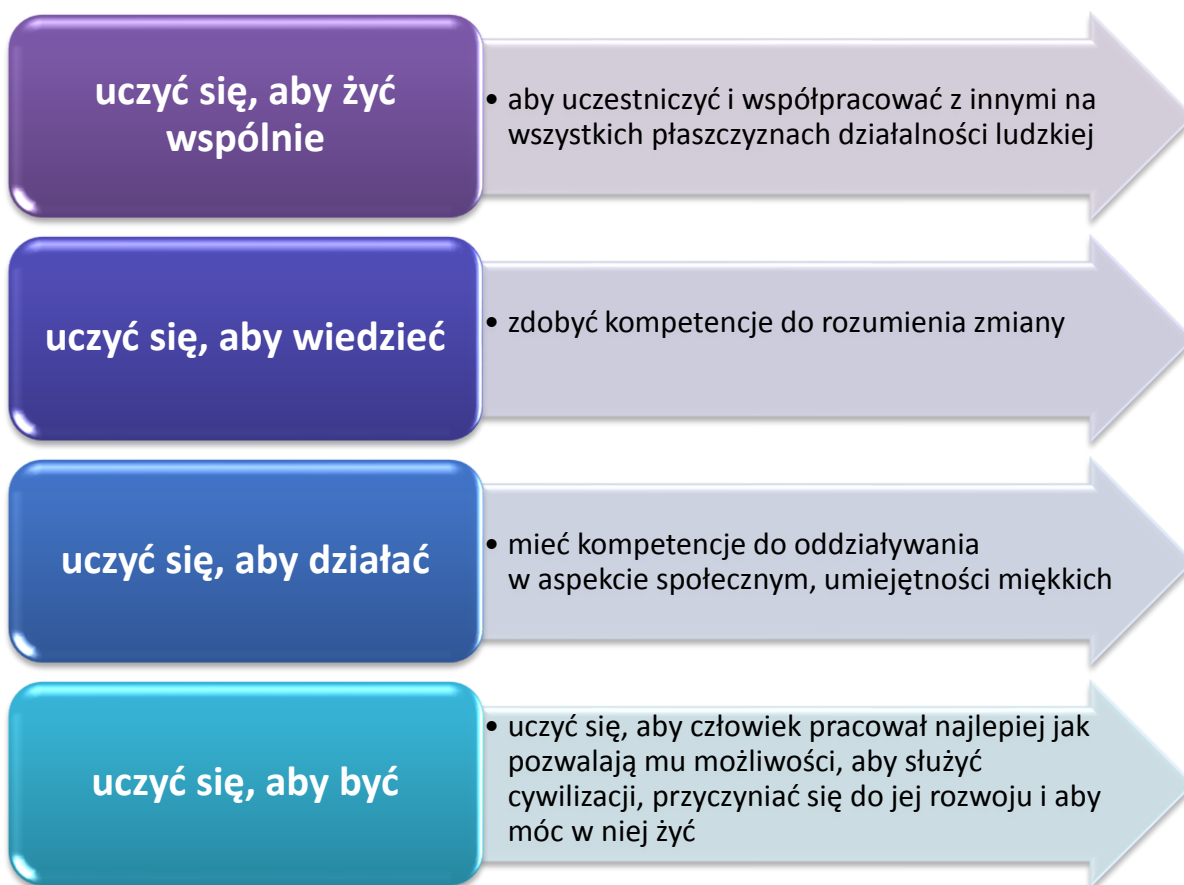 uczyć się, aby żyć
wspólnie
• aby uczestniczyć i współpracować z innymi na
wszystkich płaszczyznach działalności ludzkiej
uczyć się, aby wiedzieć
• zdobyć kompetencje do rozumienia zmiany
uczyć się, aby działać
• mieć kompetencje do oddziaływania
w aspekcie społecznym, umiejętności miękkich
uczyć się, aby być
• uczyć się, aby człowiek pracował najlepiej jak
pozwalają mu możliwości, aby służyć
cywilizacji, przyczyniać się do jej rozwoju i aby
móc w niej żyć